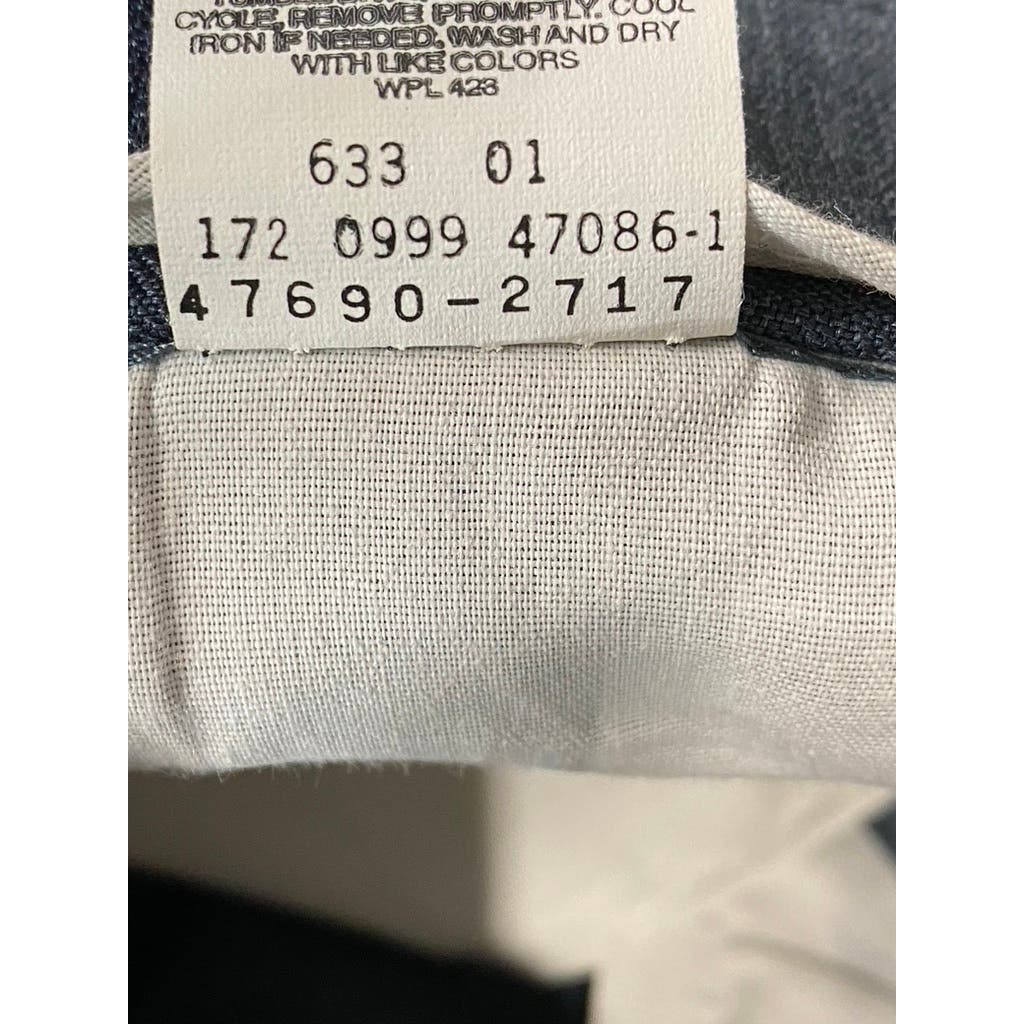 CYCLE, REMOVE PROMPTLY. COOL
IRON IF NEEDED. WASH AND DRY
WITH LIKE COLORS
WPL 423
633 01
172 0999 47086-1
47690-2717